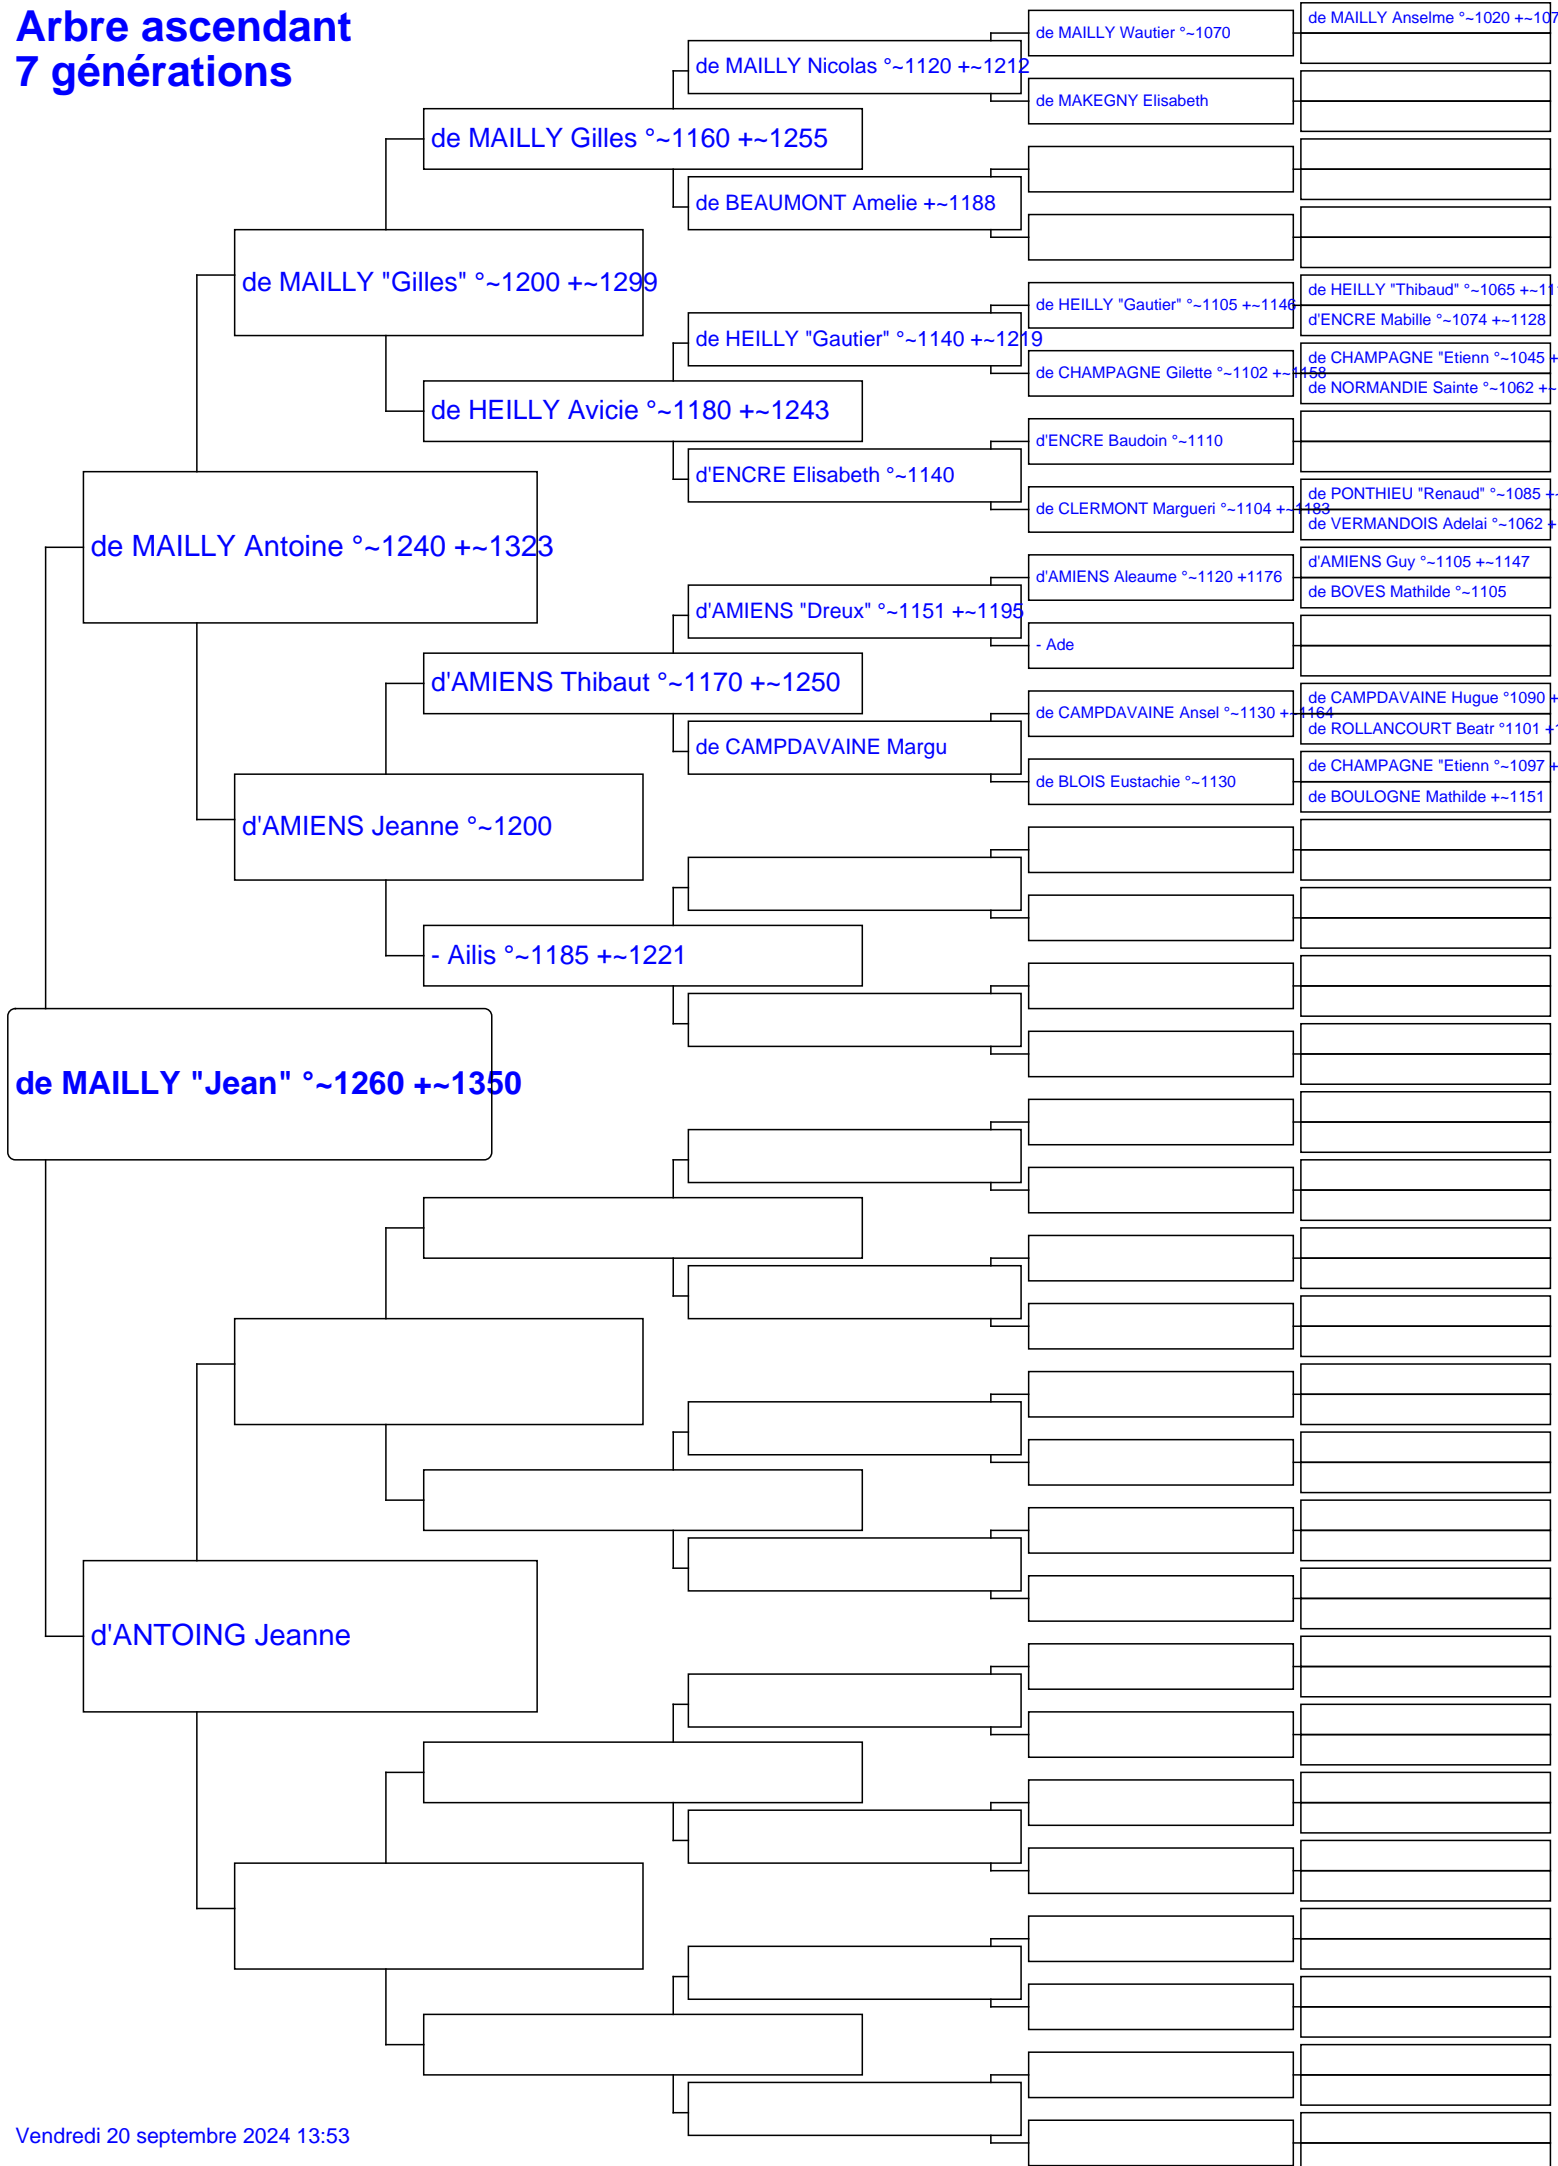 Arbre ascendant
7 générations
de MAILLY "Jean" °~1260 +~1350
de MAILLY Antoine °~1240 +~1323
d'ANTOING Jeanne
de MAILLY "Gilles" °~1200 +~1299
d'AMIENS Jeanne °~1200
de MAILLY Gilles °~1160 +~1255
de HEILLY Avicie °~1180 +~1243
d'AMIENS Thibaut °~1170 +~1250
- Ailis °~1185 +~1221
de MAILLY Nicolas °~1120 +~1212
de BEAUMONT Amelie +~1188
de HEILLY "Gautier" °~1140 +~1219
d'ENCRE Elisabeth °~1140
d'AMIENS "Dreux" °~1151 +~1195
de CAMPDAVAINE Margu
de MAILLY Wautier °~1070
de MAKEGNY Elisabeth
de HEILLY "Gautier" °~1105 +~1146
de CHAMPAGNE Gilette °~1102 +~1158
d'ENCRE Baudoin °~1110
de CLERMONT Margueri °~1104 +~1183
d'AMIENS Aleaume °~1120 +1176
- Ade
de CAMPDAVAINE Ansel °~1130 +~1164
de BLOIS Eustachie °~1130
de MAILLY Anselme °~1020 +~107
de HEILLY "Thibaud" °~1065 +~11
d'ENCRE Mabille °~1074 +~1128
de CHAMPAGNE "Etienn °~1045 +
de NORMANDIE Sainte °~1062 +~
de PONTHIEU "Renaud" °~1085 +~
de VERMANDOIS Adelai °~1062 +
d'AMIENS Guy °~1105 +~1147
de BOVES Mathilde °~1105
de CAMPDAVAINE Hugue °1090 +
de ROLLANCOURT Beatr °1101 +1
de CHAMPAGNE "Etienn °~1097 +
de BOULOGNE Mathilde +~1151
Vendredi 20 septembre 2024 13:53